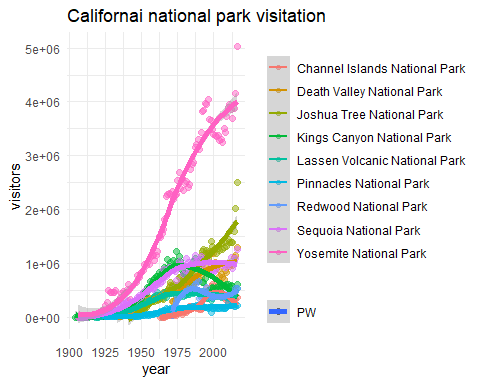 Californai national park visitation
5e+06
4e+06
3e+06
2e+06
1e+06
0e+00
visitors
1900 1925 1950 1975 2000
year
Channel Islands National Park
Death Valley National Park
Joshua Tree National Park
Kings Canyon National Park
Lassen Volcanic National Park
Pinnacles National Park
Redwood National Park
Sequoia National Park
Yosemite National Park
PW